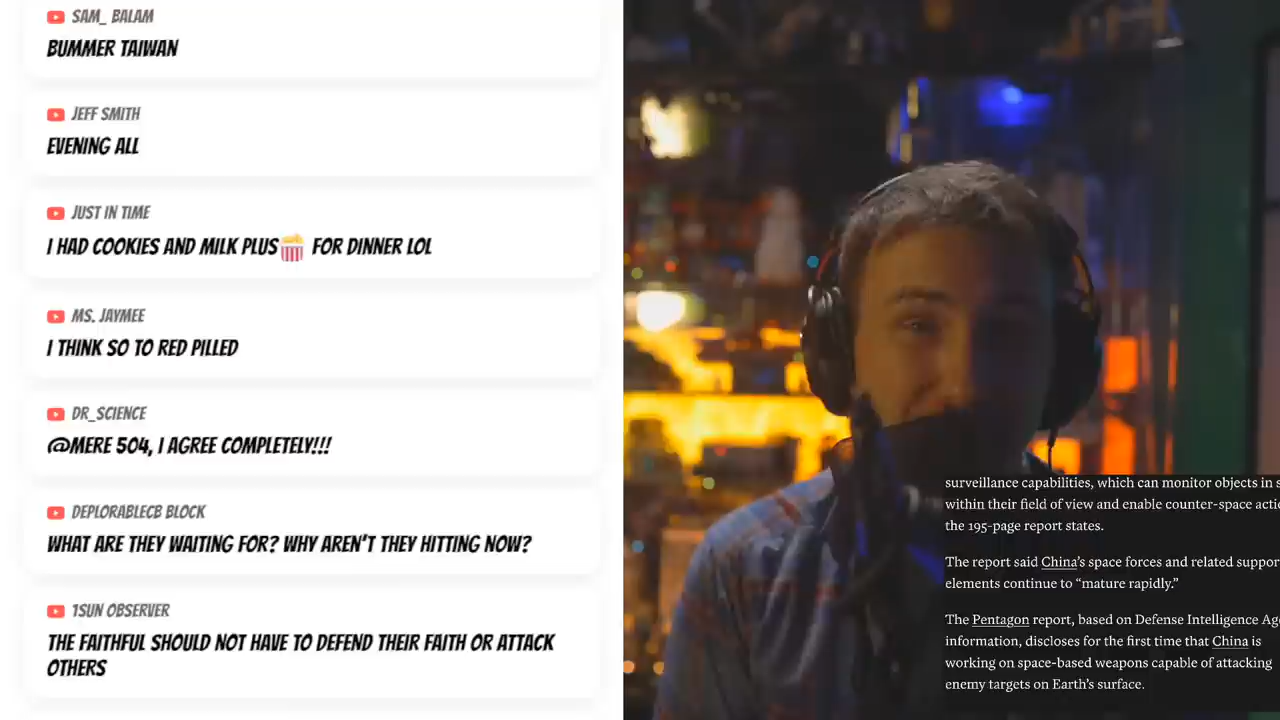 SAM_ BALAM
BUMMER TAIWAN
JEFF SMITH
EVENING ALL
JUST IN TIME
I HAD COOKIES AND MILK PLUS🍿 FOR DINNER LOL
MS. JAYMEE
I THINK SO TO RED PILLED
DR_SCIENCE
@MERE 504, I AGREE COMPLETELY!!!
DEPLORABLECB BLOCK
WHAT ARE THEY WAITING FOR? WHY AREN'T THEY HITTING NOW?
1SUN OBSERVER
THE FAITHFUL SHOULD NOT HAVE TO DEFEND THEIR FAITH OR ATTACK
OTHERS
surveillance capabilities, which can monitor objects in
within their field of view and enable counter-space
the 195-page report states.
The report said China's space forces and related
elements continue to “mature rapidly.”
The Pentagon report, based on Defense Intelligence
information, discloses for the first time that China is
working on space-based weapons capable of attacking
enemy targets on Earth's surface.